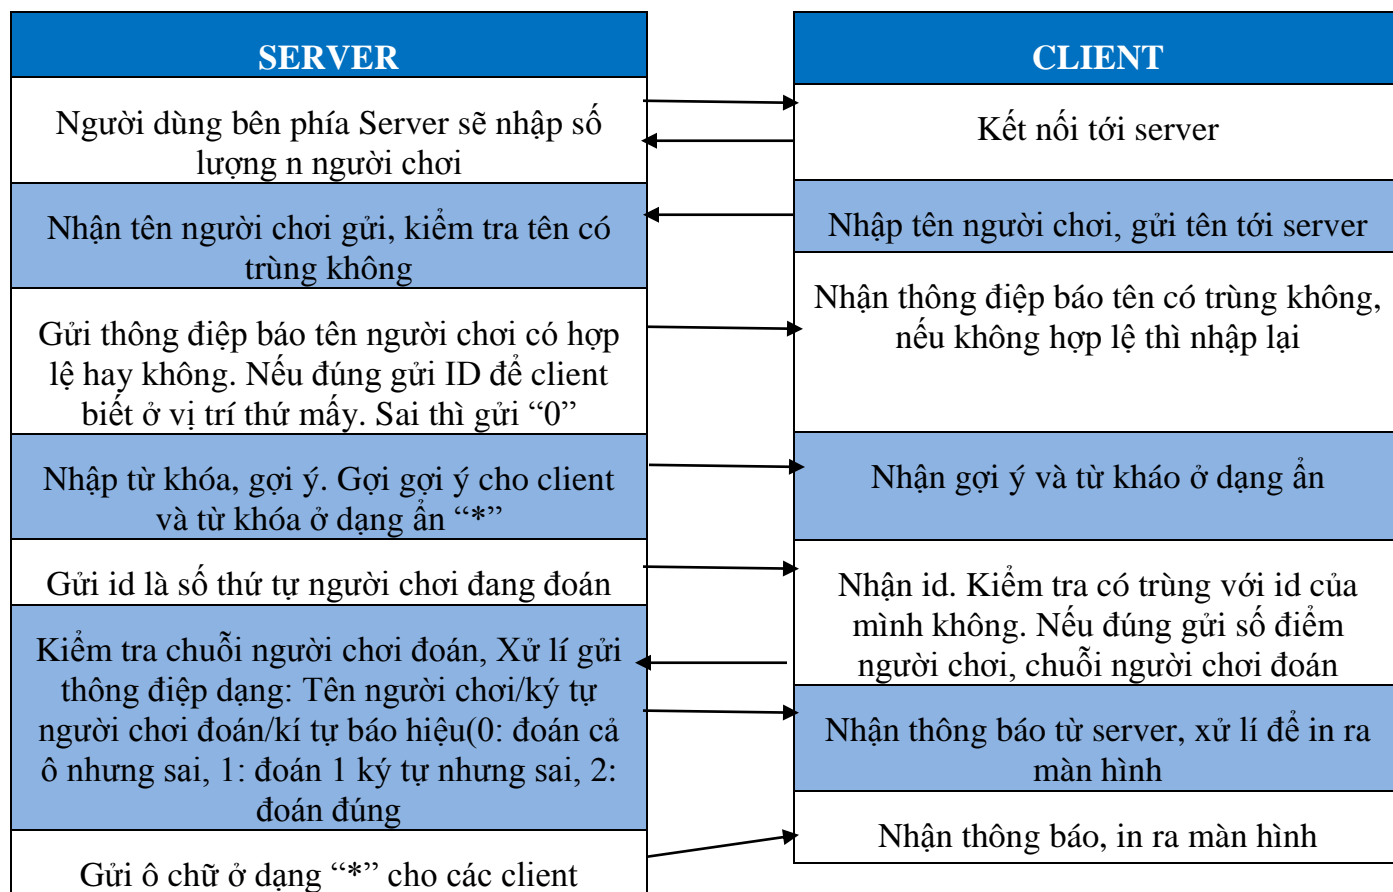 SERVER
Người dùng bên phía Server sẽ nhập số
lượng n người chơi
Nhận tên người chơi gửi, kiểm tra tên có
trùng không
Gửi thông điệp báo tên người chơi có hợp
lệ hay không. Nếu đúng gửi ID để client
biết ở vị trí thứ mấy. Sai thì gửi “0”
Nhập từ khóa, gợi ý. Gợi gợi ý cho client
và từ khóa ở dạng ẩn “*”
Gửi id là số thứ tự người chơi đang đoán
Kiểm tra chuỗi người chơi đoán, Xử lí gửi
thông điệp dạng: Tên người chơi/ký tự
người chơi đoán/kí tự báo hiệu(0: đoán cả
ô nhưng sai, 1: đoán 1 ký tự nhưng sai, 2:
đoán đúng
Gửi ô chữ ở dạng “*” cho các client
CLIENT
Kết nối tới server
Nhập tên người chơi, gửi tên tới server
Nhận thông điệp báo tên có trùng không,
nếu không hợp lệ thì nhập lại
Nhận gợi ý và từ kháo ở dạng ẩn
Nhận id. Kiểm tra có trùng với id của
mình không. Nếu đúng gửi số điểm
người chơi, chuỗi người chơi đoán
Nhận thông báo từ server, xử lí để in ra
màn hình
Nhận thông báo, in ra màn hình